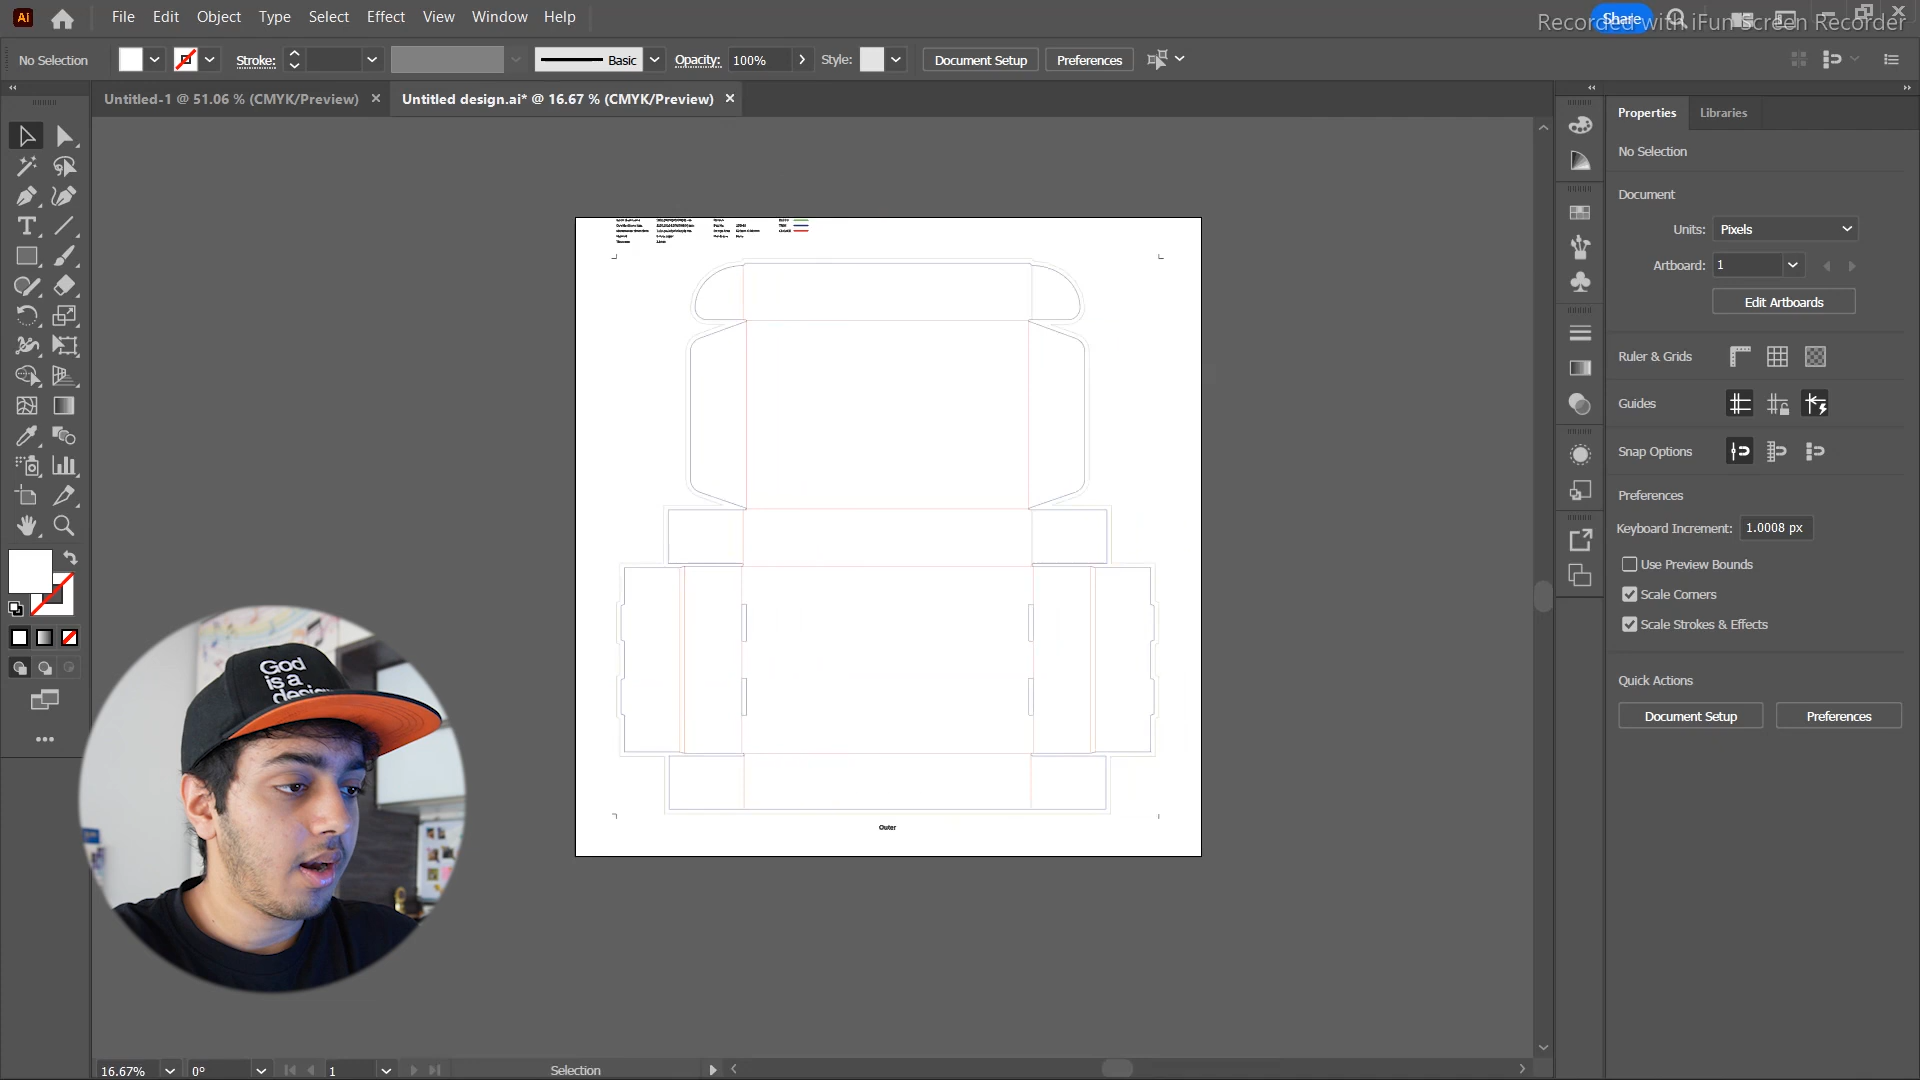 Ai
File Edit Object Type Select Effect View Window Help
Share
Recorded with iFun Screen Recorder
No Selection
Stroke:
Basic
Opacity: 100%
Style:
Document Setup
Preferences
Untitled-1 @ 51.06 % (CMYK/Preview) ×
Untitled design.ai* @ 16.67 % (CMYK/Preview) ×
Properties
Libraries
No Selection
Document
Units: Pixels
Artboard: 1
Edit Artboards
Ruler & Grids
Guides
Snap Options
Preferences
Keyboard Increment: 1.0008 px
Use Preview Bounds
Scale Corners
Scale Strokes & Effects
Quick Actions
Document Setup
Preferences
Outer
God
is a
16.67%
0°
1
Selection